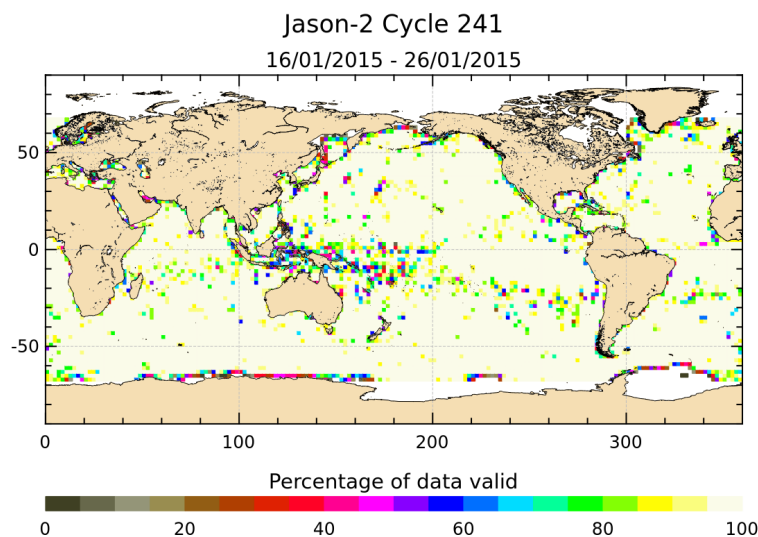 Jason-2 Cycle 241
16/01/2015 - 26/01/2015
50
0
-50
0 100 200 300
Percentage of data valid
0 20 40 60 80 100